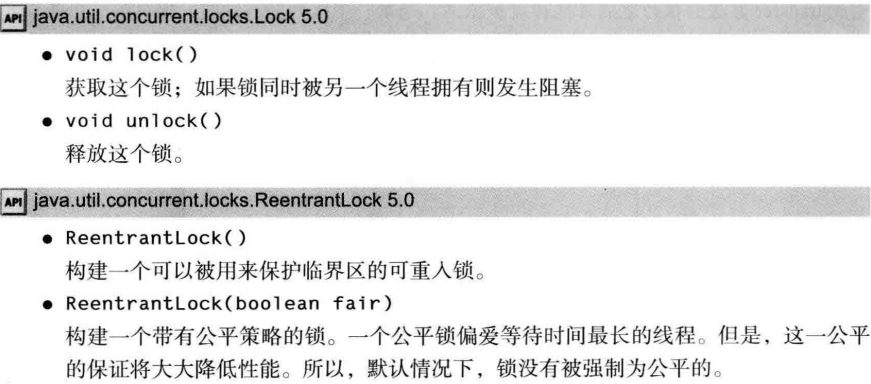 API java.util.concurrent.locks.Lock 5.0
● void lock()
获取这个锁；如果锁同时被另一个线程拥有则发生阻塞。
● void unlock()
释放这个锁。
API java.util.concurrent.locks.ReentrantLock 5.0
● ReentrantLock()
构建一个可以被用来保护临界区的可重入锁。
● ReentrantLock(boolean fair)
构建一个带有公平策略的锁。一个公平锁偏爱等待时间最长的线程。但是，这一公平
的保证将大大降低性能。所以，默认情况下，锁没有被强制为公平的。